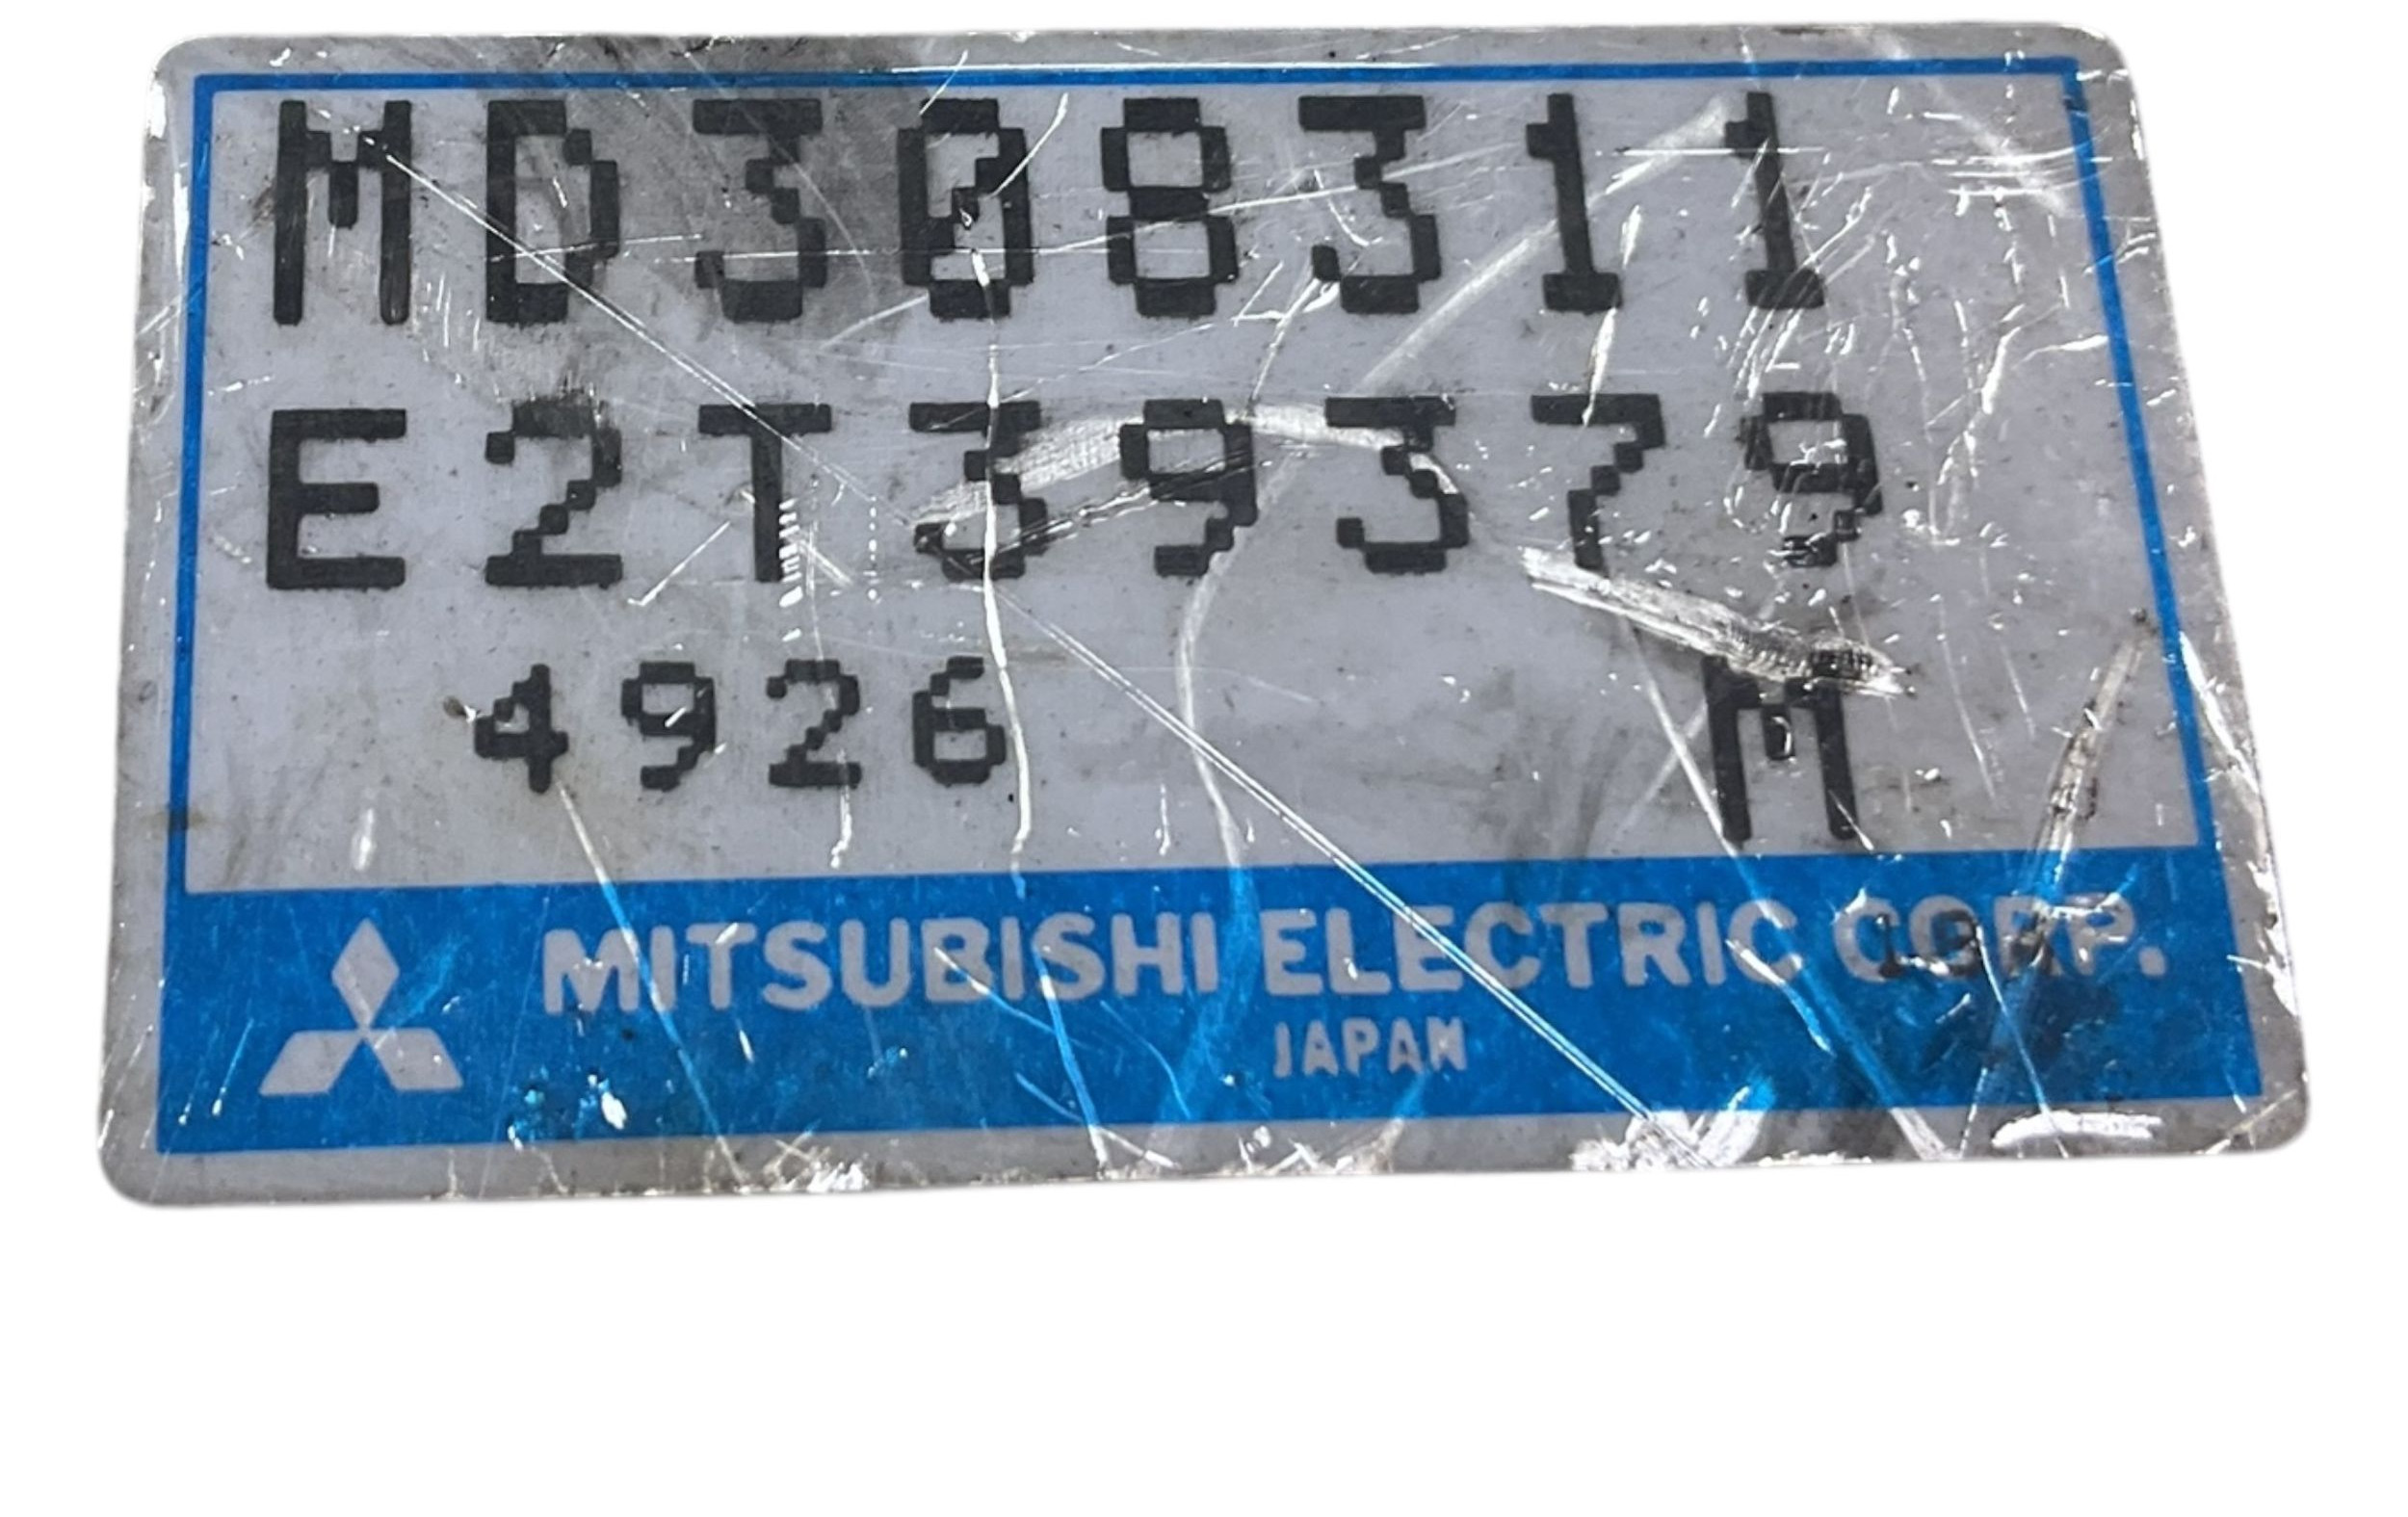 MD308311
E2T39379
4926 M
MITSUBISHI ELECTRIC CORP.
JAPAN